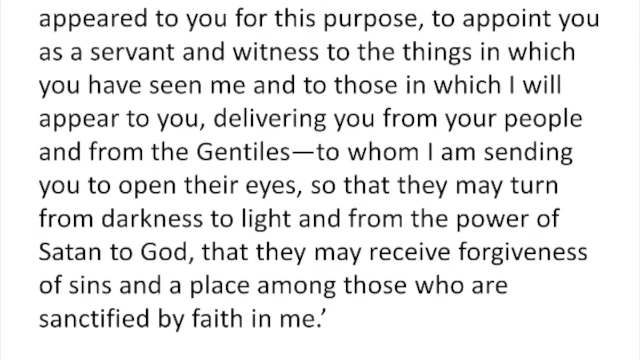 appeared to you for this purpose, to appoint you
as a servant and witness to the things in which
you have seen me and to those in which I will
appear to you, delivering you from your people
and from the Gentiles—to whom I am sending
you to open their eyes, so that they may turn
from darkness to light and from the power of
Satan to God, that they may receive forgiveness
of sins and a place among those who are
sanctified by faith in me.’